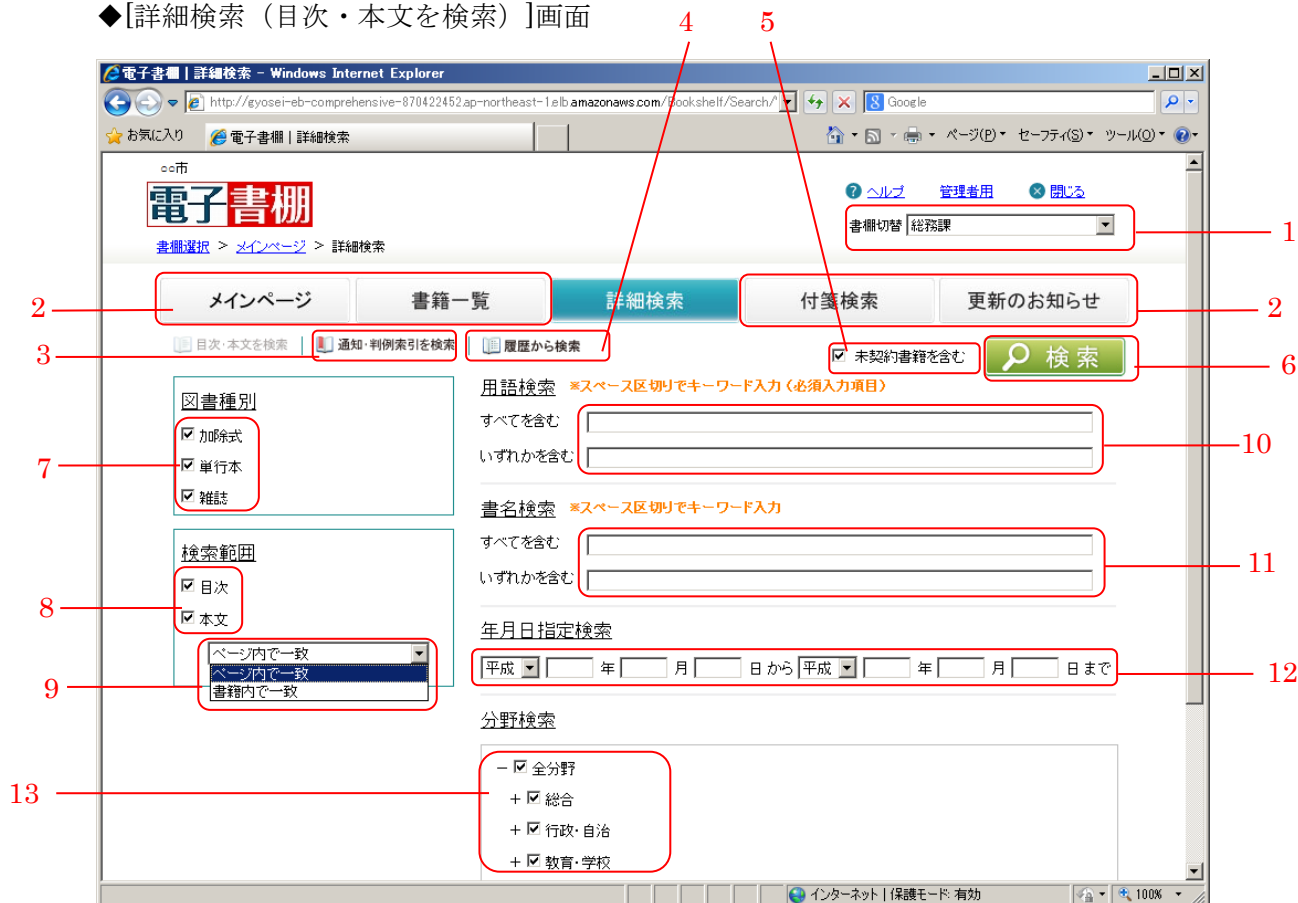 ◆[詳細検索（目次・本文を検索）]画面
4
5
電子書棚 | 詳細検索 - Windows Internet Explorer
http://gyosei-eb-comprehensive-870422452.ap-northeast-1.elb.amazonaws.com/Bookshelf/Search/
Google
お気に入り
電子書棚 | 詳細検索
ページ(P)
セーフティ(S)
ツール(O)
○○市
電子書棚
ヘルプ
管理者用
閉じる
書棚切替 総務課
1
書棚選択 > メインページ > 詳細検索
2
メインページ
書籍一覧
詳細検索
付箋検索
更新のお知らせ
2
3
目次・本文を検索
通知・判例索引を検索
履歴から検索
未契約書籍を含む
検索
6
図書種別
加除式
単行本
雑誌
7
用語検索 ※スペース区切りでキーワード入力（必須入力項目）
すべてを含む
いずれかを含む
10
書名検索 ※スペース区切りでキーワード入力
すべてを含む
いずれかを含む
11
検索範囲
目次
本文
8
ページ内で一致
ページ内で一致
書籍内で一致
9
年月日指定検索
平成 年 月 日 から 平成 年 月 日 まで
12
分野検索
－ 全分野
＋ 総合
＋ 行政・自治
＋ 教育・学校
13
インターネット | 保護モード: 有効
100%